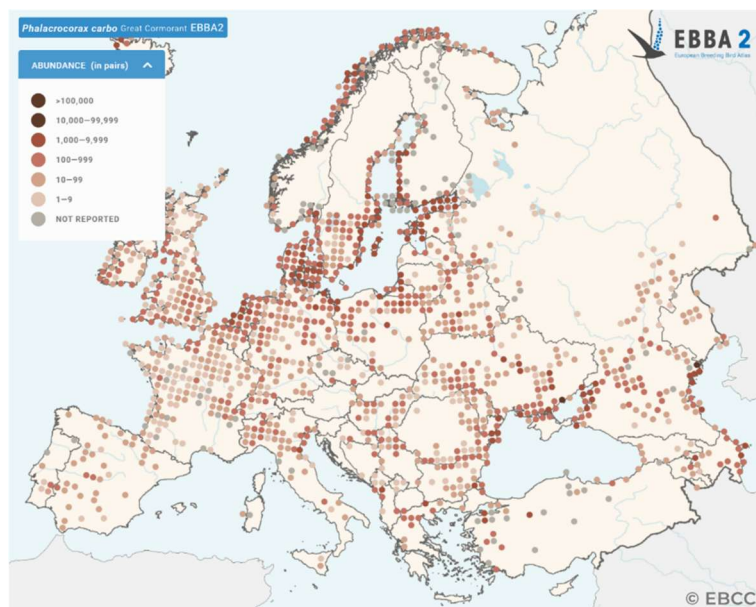 Phalacrocorax carbo Great Cormorant EBBA2
ABUNDANCE (in pairs)
>100,000
10,000–99,999
1,000–9,999
100–999
10–99
1–9
NOT REPORTED
EBBA 2
European Breeding Bird Atlas
© EBCC